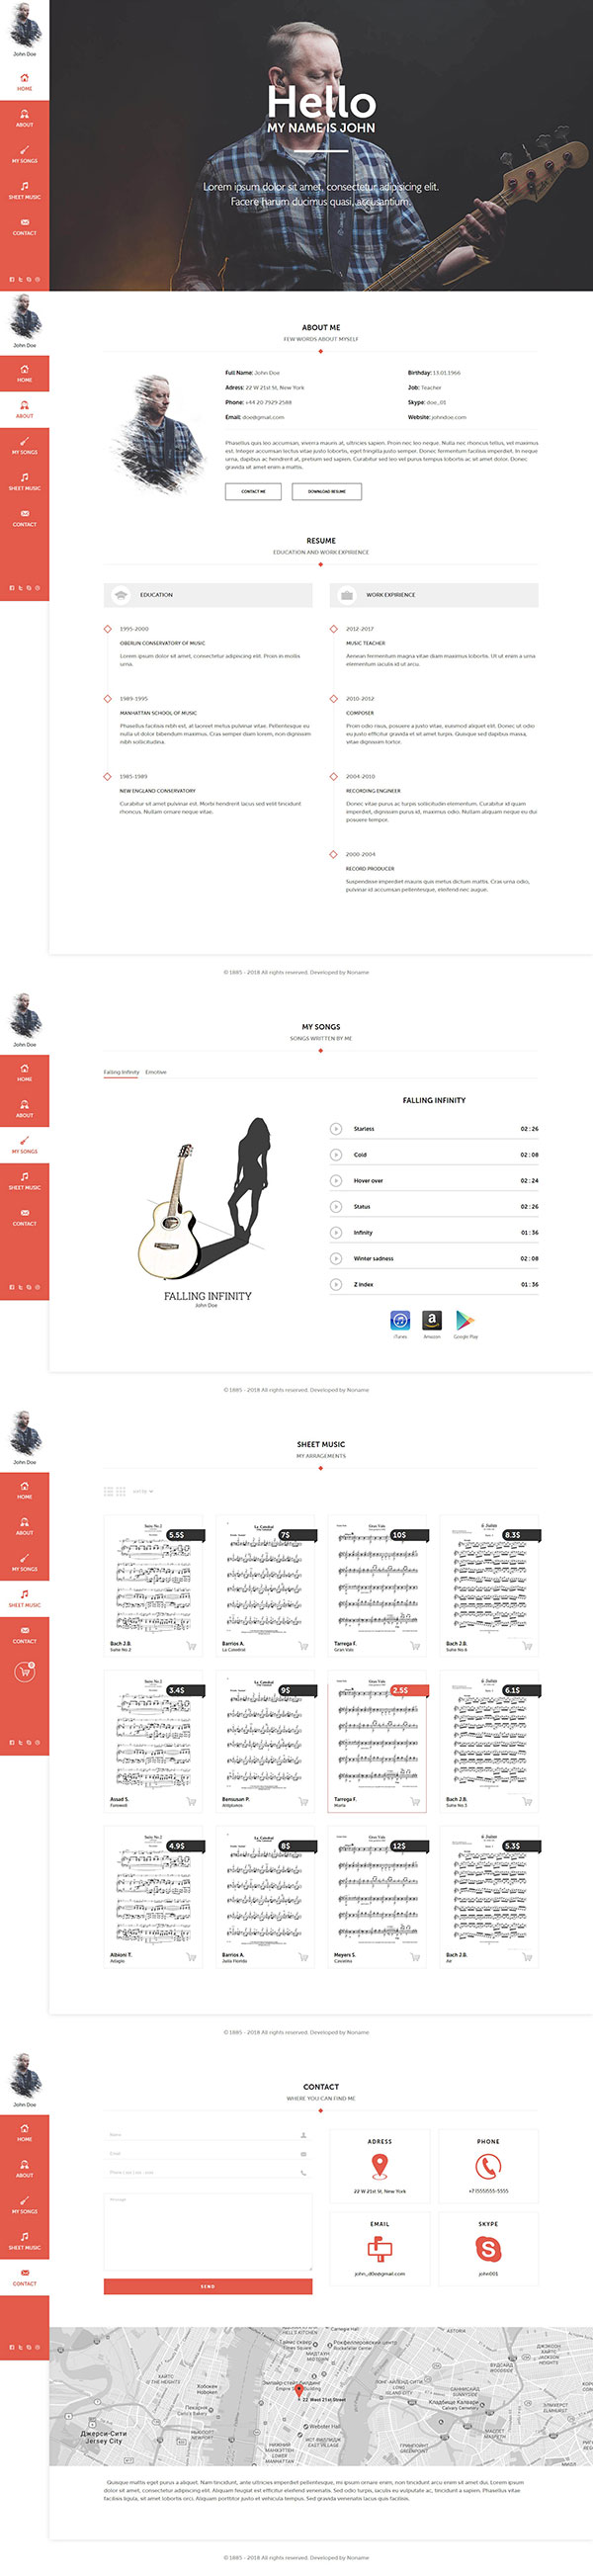 John Doe
HOME
ABOUT
MY SONGS
SHEET MUSIC
CONTACT
Hello
MY NAME IS JOHN
Lorem ipsum dolor sit amet, consectetur adipisicing elit.
Facere harum ducimus quasi, accusantium.
John Doe
HOME
ABOUT
MY SONGS
SHEET MUSIC
CONTACT
ABOUT ME
FEW WORDS ABOUT MYSELF
Full Name: John Doe
Birthday: 13.01.1966
Adress: 22 W 21st St, New York
Job: Teacher
Phone: +44 20 7929 2588
Skype: doe_01
Email: doe@gmail.com
Website: johndoe.com
Phasellus quis leo accumsan, viverra mauris at, ultricies sapien. Proin nec leo neque. Nulla nec rhoncus tellus, vel maximus
est. Integer accumsan lectus vitae justo lobortis, eget fringilla justo semper. Donec fermentum facilisis imperdiet. In neque
urna, dapibus ac hendrerit at, pretium sed sapien. Curabitur sed leo vel purus tempus lobortis ac sit amet dolor. Donec
gravida sit amet enim a mattis.
CONTACT ME
DOWNLOAD RESUME
RESUME
EDUCATION AND WORK EXPIRIENCE
EDUCATION
1995-2000
OBERLIN CONSERVATORY OF MUSIC
Lorem ipsum dolor sit amet, consectetur adipiscing elit. Proin in mollis
urna.
1989-1995
MANHATTAN SCHOOL OF MUSIC
Phasellus facilisis nibh est, at laoreet metus pulvinar vitae. Pellentesque eu
nulla ut dolor bibendum maximus. Cras semper diam lorem, non dignissim
nibh sollicitudina.
1985-1989
NEW ENGLAND CONSERVATORY
Curabitur sit amet pulvinar est. Morbi hendrerit lacus sed velit tincidunt
rhoncus. Nullam ornare neque vitae.
WORK EXPIRIENCE
2012-2017
MUSIC TEACHER
Aenean fermentum magna vitae diam maximus lobortis. Ut ut enim a urna
elementum iaculis id ut arcu.
2010-2012
COMPOSER
Proin odio risus, posuere a justo vitae, euismod aliquet elit. Donec ut odio
eu justo efficitur gravida et sit amet turpis. Quisque sed dapibus massa,
vitae dignissim tortor.
2004-2010
RECORDING ENGINEER
Donec vitae purus ac turpis sollicitudin elementum. Curabitur id quam
imperdiet, dignissim purus id, maximus odio. Nullam aliquam neque eu dui
posuere tempor.
2000-2004
RECORD PRODUCER
Suspendisse imperdiet mauris quis metus dictum mattis. Cras urna odio,
pulvinar id accumsan pellentesque, eleifend nec augue.
© 1885 - 2018 All rights reserved. Developed by Noname
John Doe
HOME
ABOUT
MY SONGS
SHEET MUSIC
CONTACT
MY SONGS
SONGS WRITTEN BY ME
Falling Infinity
Emotive
FALLING INFINITY
John Doe
FALLING INFINITY
Starless 02 : 26
Cold 02 : 08
Hover over 02 : 24
Status 02 : 26
Infinity 01 : 36
Winter sadness 02 : 08
Z index 01 : 36
iTunes
Amazon
Google Play
© 1885 - 2018 All rights reserved. Developed by Noname
John Doe
HOME
ABOUT
MY SONGS
SHEET MUSIC
CONTACT
0
SHEET MUSIC
MY ARRAGEMENTS
sort by
5.5$
Bach J.B.
Suite No.2
7$
Barrios A.
La Catedral
10$
Tarrega F.
Gran Vals
8.3$
Bach J.B.
Suite No.6
3.4$
Assad S.
Farewell
9$
Bensusan P.
Altiplanos
2.5$
Tarrega F.
Maria
6.1$
Bach J.B.
Suite No.5
4.9$
Albioni T.
Adagio
8$
Barrios A.
Julia Florida
12$
Meyers S.
Cavatina
5.3$
Bach J.B.
Air
© 1885 - 2018 All rights reserved. Developed by Noname
John Doe
HOME
ABOUT
MY SONGS
SHEET MUSIC
CONTACT
CONTACT
WHERE YOU CAN FIND ME
Name
Email
Message
SEND
ADRESS
22 W 21st St, New York
PHONE
+7 (555)555-5555
EMAIL
john_d0e@gmail.com
SKYPE
john001
22 West 21st Street
Webster Hall
Джерси-Сити
Jersey City
Quisque mattis eget purus a aliquet. Nam tincidunt, ante ultricies imperdiet pellentesque, mi ipsum ornare enim, non tincidunt arcu enim sit amet dui. Lorem ipsum
dolor sit amet, consectetur adipiscing elit. Aliquam feugiat est efficitur eleifend venenatis. Sed odio turpis, iaculis eu tincidunt vitae, dictum at elit. Phasellus vitae
facilisis ligula, sit amet lobortis orci. Aliquam porttitor justo et vehicula tempus. Sed gravida venenatis lacus quis facilisis.
© 1885 - 2018 All rights reserved. Developed by Noname